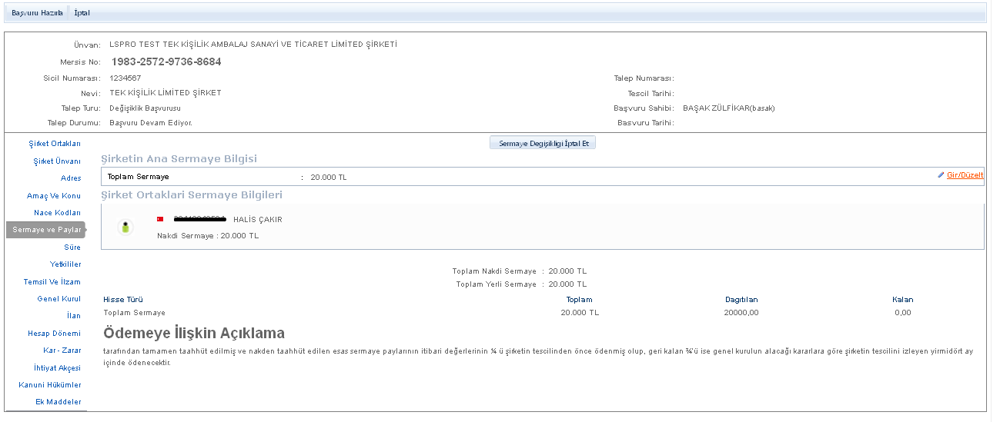 Başvuru Hazırla İptal
Ünvan: LSPRO TEST TEK KİŞİLİK AMBALAJ SANAYİ VE TİCARET LİMİTED ŞİRKETİ
Mersis No: 1983-2572-9736-8684
Sicil Numarası: 1234567 Talep Numarası:
Nevi: TEK KİŞİLİK LİMİTED ŞİRKET Tescil Tarihi:
Talep Turu: Değişiklik Başvurusu Başvuru Sahibi: BAŞAK ZÜLFİKAR(basak)
Talep Durumu: Başvuru Devam Ediyor. Basvuru Tarihi:
Şirket Ortakları
Şirket Ünvanı
Adres
Amaç Ve Konu
Nace Kodları
Sermaye ve Paylar
Süre
Yetkililer
Temsil Ve İlzam
Genel Kurul
İlan
Hesap Dönemi
Kar - Zarar
İhtiyat Akçesi
Kanuni Hükümler
Ek Maddeler
Sermaye Degişikligi İptal Et
Şirketin Ana Sermaye Bilgisi
Toplam Sermaye : 20.000 TL Gir/Düzelt
Şirket Ortaklari Sermaye Bilgileri
HALİS ÇAKIR
Nakdi Sermaye : 20.000 TL
Toplam Nakdi Sermaye : 20.000 TL
Toplam Yerli Sermaye : 20.000 TL
Hisse Türü Toplam Dagıtılan Kalan
Toplam Sermaye 20.000 TL 20000,00 0,00
Ödemeye İlişkin Açıklama
tarafından tamamen taahhüt edilmiş ve nakden taahhüt edilen esas sermaye paylarının itibari değerlerinin ¼ ü şirketin tescilinden önce ödenmiş olup, geri kalan ¾'ü ise genel kurulun alacağı kararlara göre şirketin tescilini izleyen yirmidört ay
içinde ödenecektir.